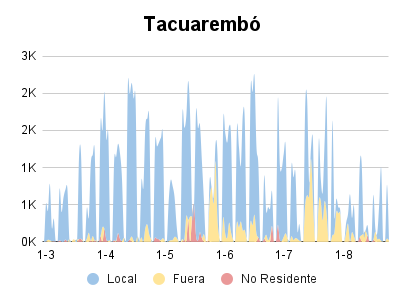 Tacuarembó
3K
2K
2K
1K
1K
0K
1-3 1-4 1-5 1-6 1-7 1-8
Local Fuera No Residente